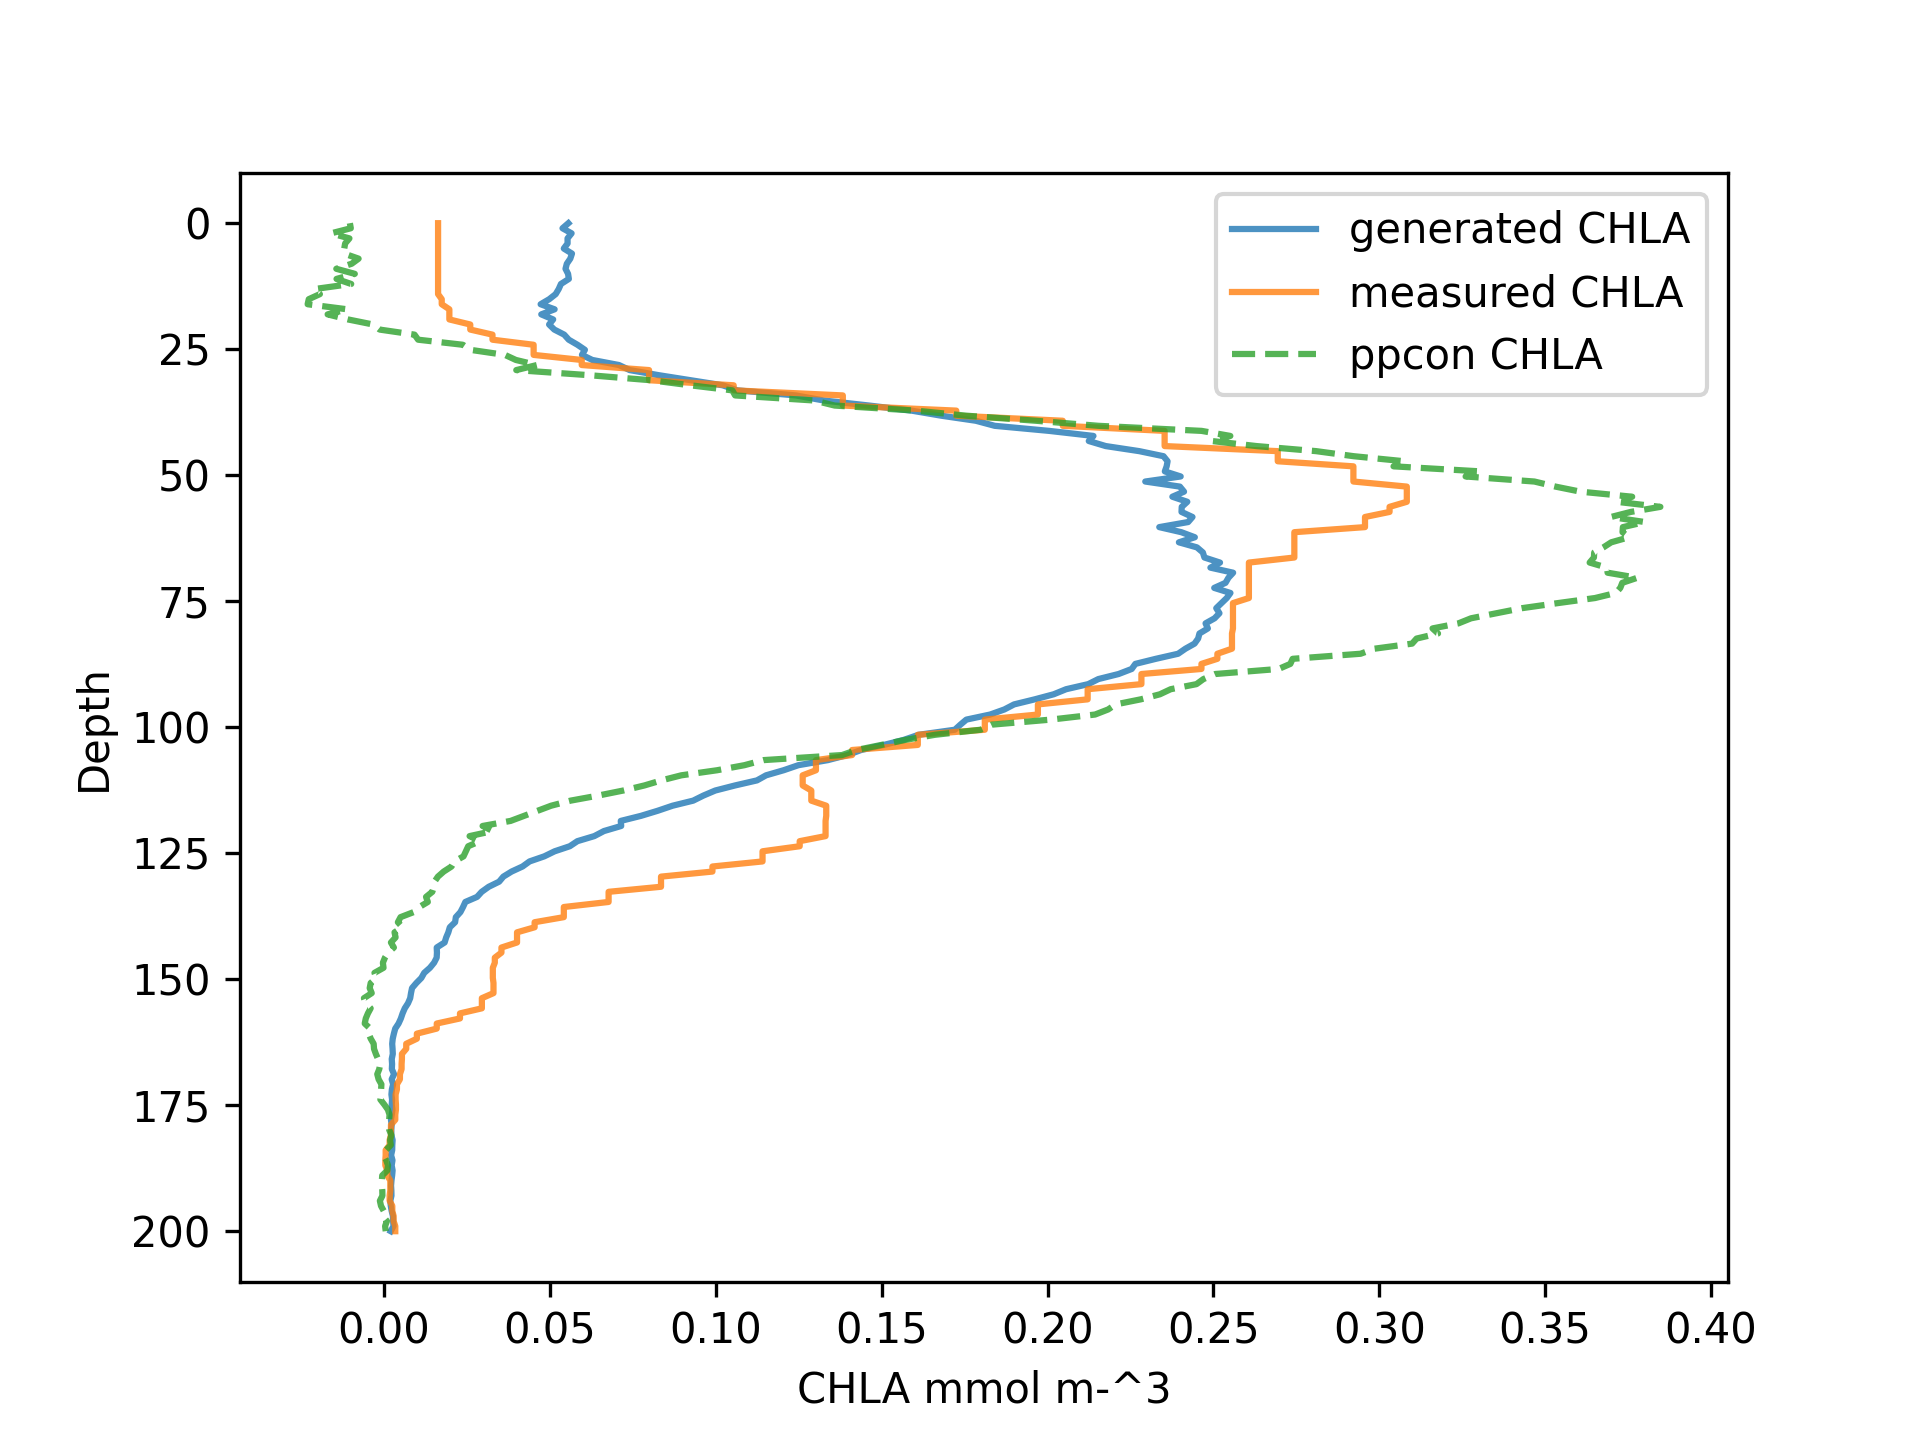 generated CHLA
measured CHLA
ppcon CHLA
0
25
50
75
100
125
150
175
200
Depth
0.00 0.05 0.10 0.15 0.20 0.25 0.30 0.35 0.40
CHLA mmol m-^3